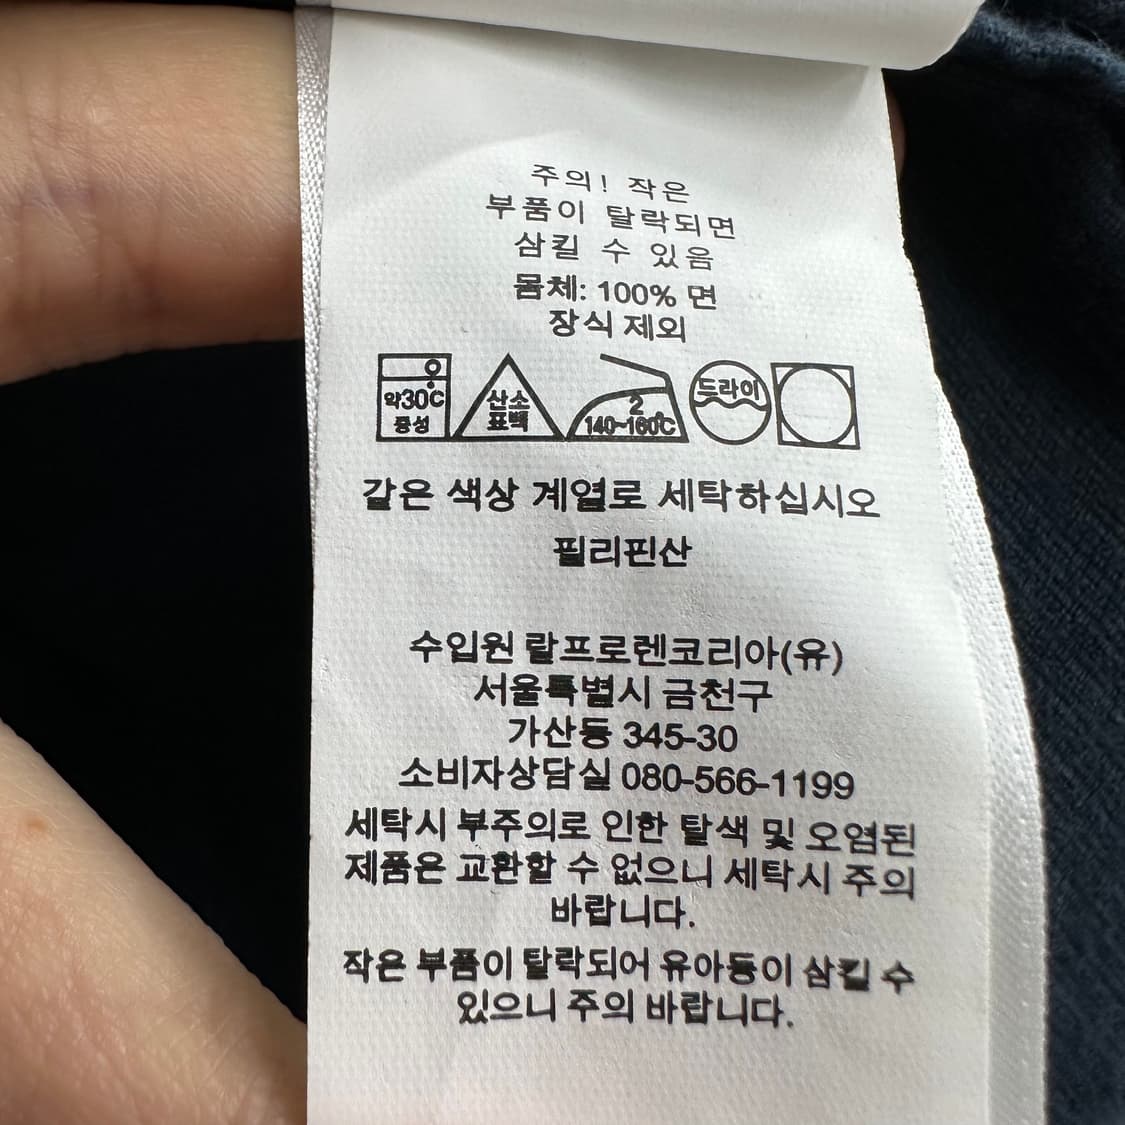 주의! 작은
부품이 탈락되면
삼킬 수 있음
몸체: 100% 면
장식 제외
약30℃
중성
산소
표백
2
140~160℃
드라이
같은 색상 계열로 세탁하십시오
필리핀산
수입원 랄프로렌코리아(유)
서울특별시 금천구
가산동 345-30
소비자상담실 080-566-1199
세탁시 부주의로 인한 탈색 및 오염된
제품은 교환할 수 없으니 세탁시 주의
바랍니다.
작은 부품이 탈락되어 유아등이 삼킬 수
있으니 주의 바랍니다.